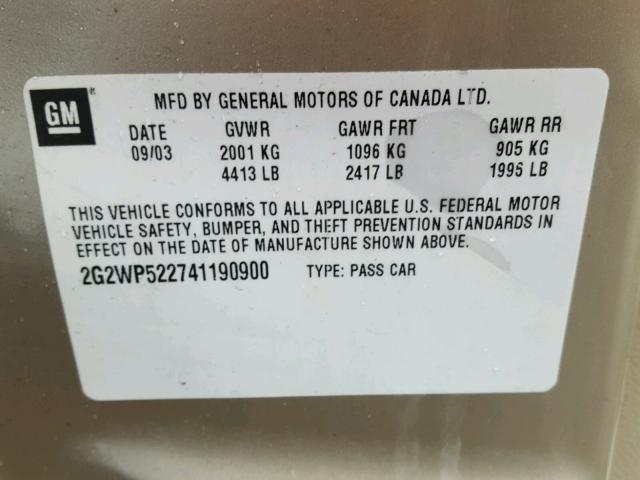 GM®
MFD BY GENERAL MOTORS OF CANADA LTD.
DATE GVWR GAWR FRT GAWR RR
09/03 2001 KG 1096 KG 905 KG
4413 LB 2417 LB 1996 LB
THIS VEHICLE CONFORMS TO ALL APPLICABLE U.S. FEDERAL MOTOR
VEHICLE SAFETY, BUMPER, AND THEFT PREVENTION STANDARDS IN
EFFECT ON THE DATE OF MANUFACTURE SHOWN ABOVE.
2G2WP522741190900 TYPE: PASS CAR